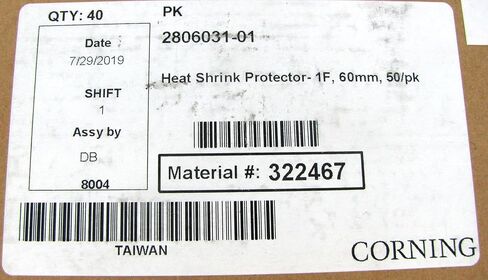 QTY: 40 PK
Date
7/29/2019
SHIFT
1
Assy by
DB
8004
2806031-01
Heat Shrink Protector- 1F, 60mm, 50/pk
Material #: 322467
TAIWAN
CORNING